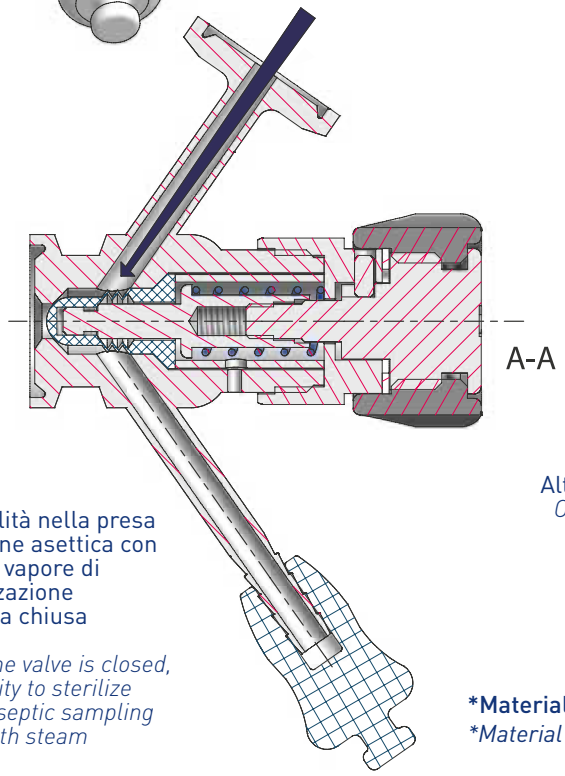 A-A
Alt
C
lità nella presa
ne asettica con
vapore di
zazione
a chiusa
ne valve is closed,
ity to sterilize
septic sampling
th steam
*Material
*Material